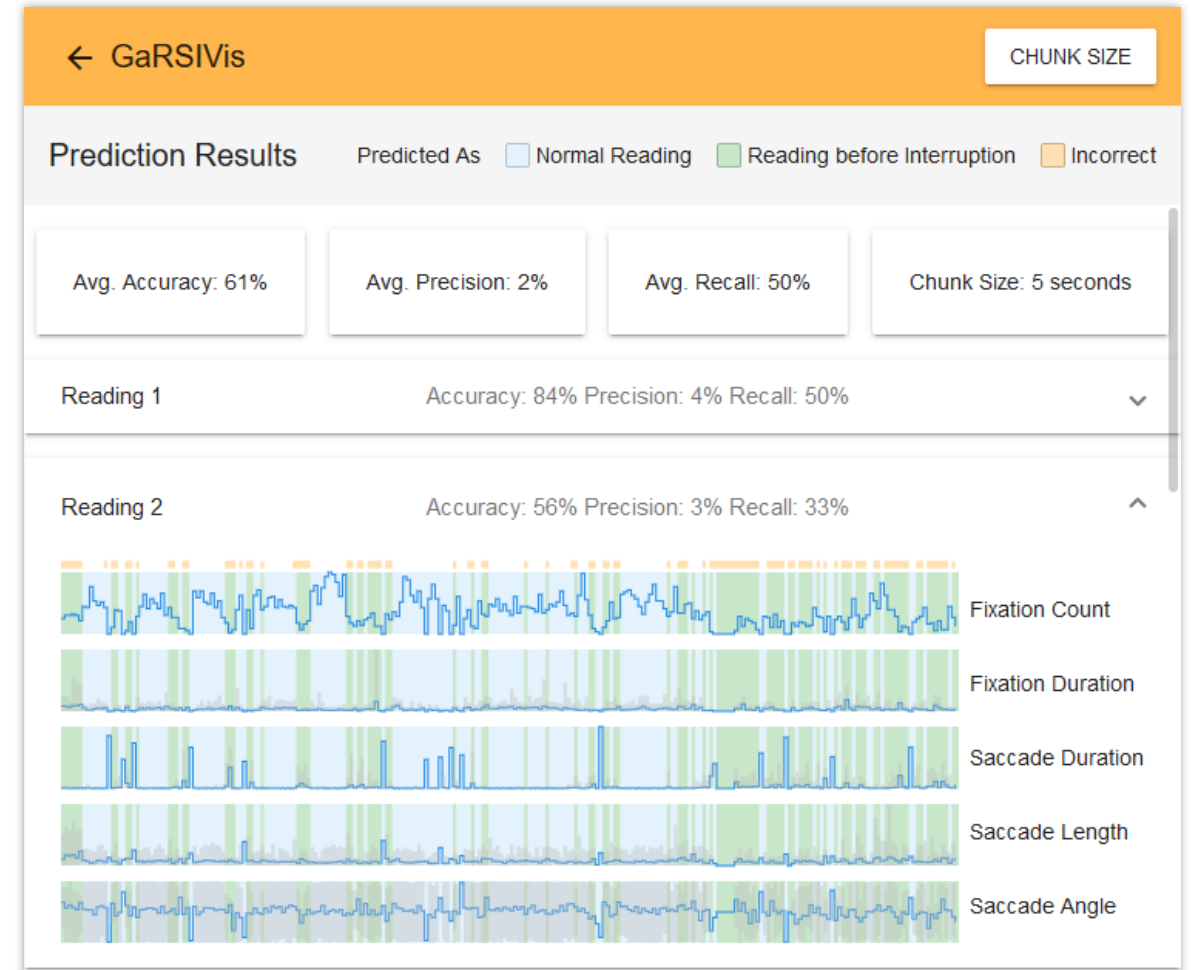 ← GaRSIVis CHUNK SIZE
Prediction Results Predicted As Normal Reading Reading before Interruption Incorrect
Avg. Accuracy: 61% Avg. Precision: 2% Avg. Recall: 50% Chunk Size: 5 seconds
Reading 1 Accuracy: 84% Precision: 4% Recall: 50%
Reading 2 Accuracy: 56% Precision: 3% Recall: 33%
Fixation Count
Fixation Duration
Saccade Duration
Saccade Length
Saccade Angle